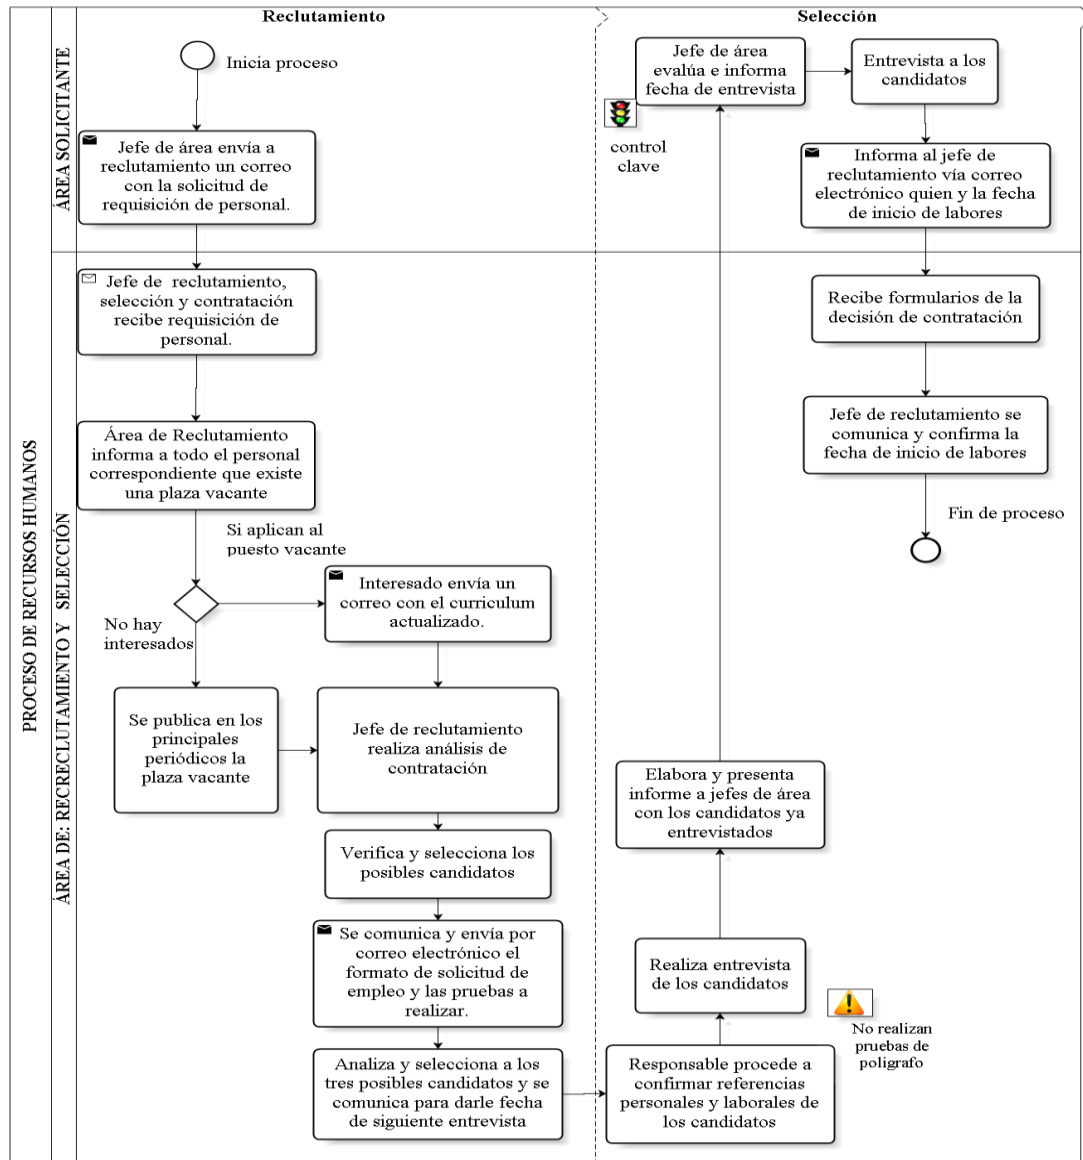 Reclutamiento
Selección
PROCESO DE RECURSOS HUMANOS
ÁREA SOLICITANTE
ÁREA DE: RECRECLUTAMIENTO Y SELECCIÓN
Inicia proceso
Jefe de área envía a
reclutamiento un correo
con la solicitud de
requisición de personal.
Jefe de reclutamiento,
selección y contratación
recibe requisición de
personal.
Área de Reclutamiento
informa a todo el personal
correspondiente que existe
una plaza vacante
Si aplican al
puesto vacante
No hay
interesados
Interesado envía un
correo con el curriculum
actualizado.
Se publica en los
principales
periódicos la
plaza vacante
Jefe de reclutamiento
realiza análisis de
contratación
Verifica y selecciona los
posibles candidatos
Se comunica y envía por
correo electrónico el
formato de solicitud de
empleo y las pruebas a
realizar.
Analiza y selecciona a los
tres posibles candidatos y se
comunica para darle fecha
de siguiente entrevista
Responsable procede a
confirmar referencias
personales y laborales de
los candidatos
No realizan
pruebas de
poligrafo
Realiza entrevista
de los candidatos
Elabora y presenta
informe a jefes de área
con los candidatos ya
entrevistados
Jefe de área
evalúa e informa
fecha de entrevista
control
clave
Entrevista a los
candidatos
Informa al jefe de
reclutamiento vía correo
electrónico quien y la fecha
de inicio de labores
Recibe formularios de la
decisión de contratación
Jefe de reclutamiento se
comunica y confirma la
fecha de inicio de labores
Fin de proceso